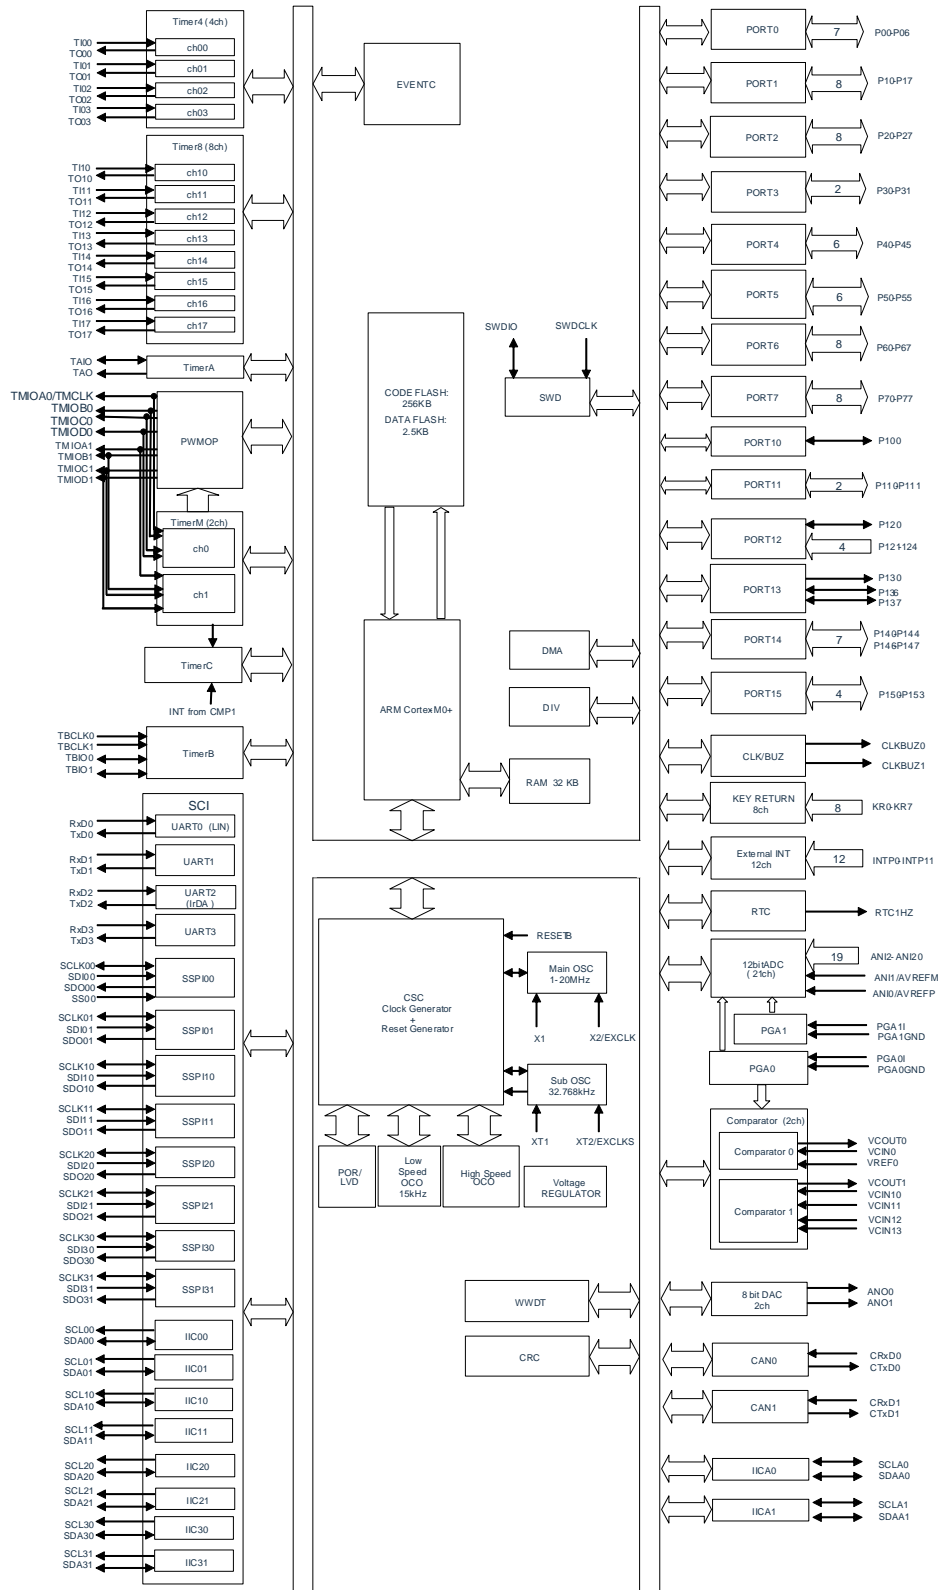 Timer4 (4ch)
TI00
TO00
ch00
TI01
TO01
ch01
TI02
TO02
ch02
TI03
TO03
ch03
Timer8 (8ch)
TI10
TO10
ch10
TI11
TO11
ch11
TI12
TO12
ch12
TI13
TO13
ch13
TI14
TO14
ch14
TI15
TO15
ch15
TI16
TO16
ch16
TI17
TO17
ch17
TAIO
TAO
TimerA
TMIOA0/TMCLK
TMIOB0
TMIOC0
TMIOD0
TMIOA1
TMIOB1
TMIOC1
TMIOD1
PWMOP
TimerM (2ch)
ch0
ch1
TimerC
INT from CMP1
TBCLK0
TBCLK1
TBIO0
TBIO1
TimerB
SCI
RxD0
TxD0
UART0 (LIN)
RxD1
TxD1
UART1
RxD2
TxD2
UART2
(IrDA )
RxD3
TxD3
UART3
SCLK00
SDI00
SDO00
SS00
SSPI00
SCLK01
SDI01
SDO01
SSPI01
SCLK10
SDI10
SDO10
SSPI10
SCLK11
SDI11
SDO11
SSPI11
SCLK20
SDI20
SDO20
SSPI20
SCLK21
SDI21
SDO21
SSPI21
SCLK30
SDI30
SDO30
SSPI30
SCLK31
SDI31
SDO31
SSPI31
SCL00
SDA00
IIC00
SCL01
SDA01
IIC01
SCL10
SDA10
IIC10
SCL11
SDA11
IIC11
SCL20
SDA20
IIC20
SCL21
SDA21
IIC21
SCL30
SDA30
IIC30
SCL31
SDA31
IIC31
EVENTC
CODE FLASH:
256KB
DATA FLASH:
2.5KB
SWDIO
SWDCLK
SWD
ARM Cortex-M0+
DMA
DIV
RAM 32 KB
CSC
Clock Generator
+
Reset Generator
RESETB
Main OSC
1-20MHz
X1
X2/EXCLK
Sub OSC
32.768kHz
XT1
XT2/EXCLKS
POR/
LVD
Low
Speed
OCO
15kHz
High Speed
OCO
Voltage
REGULATOR
WWDT
CRC
PORT0
7
P00-P06
PORT1
8
P10-P17
PORT2
8
P20-P27
PORT3
2
P30-P31
PORT4
6
P40-P45
PORT5
6
P50-P55
PORT6
8
P60-P67
PORT7
8
P70-P77
PORT10
P100
PORT11
2
P110-P111
PORT12
P120
4
P121-124
PORT13
P130
P136
P137
PORT14
7
P140-P144
P146-P147
PORT15
4
P150-P153
CLK/BUZ
CLKBUZ0
CLKBUZ1
KEY RETURN
8ch
8
KR0-KR7
External INT
12ch
12
INTP0-INTP11
RTC
RTC1HZ
12bitADC
( 21ch)
19
ANI2- ANI20
ANI1/AVREFM
ANI0/AVREFP
PGA1
PGA1I
PGA1GND
PGA0
PGA0I
PGA0GND
Comparator (2ch)
Comparator 0
VCOUT0
VCIN0
VREF0
Comparator 1
VCOUT1
VCIN10
VCIN11
VCIN12
VCIN13
8 bit DAC
2ch
ANO0
ANO1
CAN0
CRxD0
CTxD0
CAN1
CRxD1
CTxD1
IICA0
SCLA0
SDAA0
IICA1
SCLA1
SDAA1